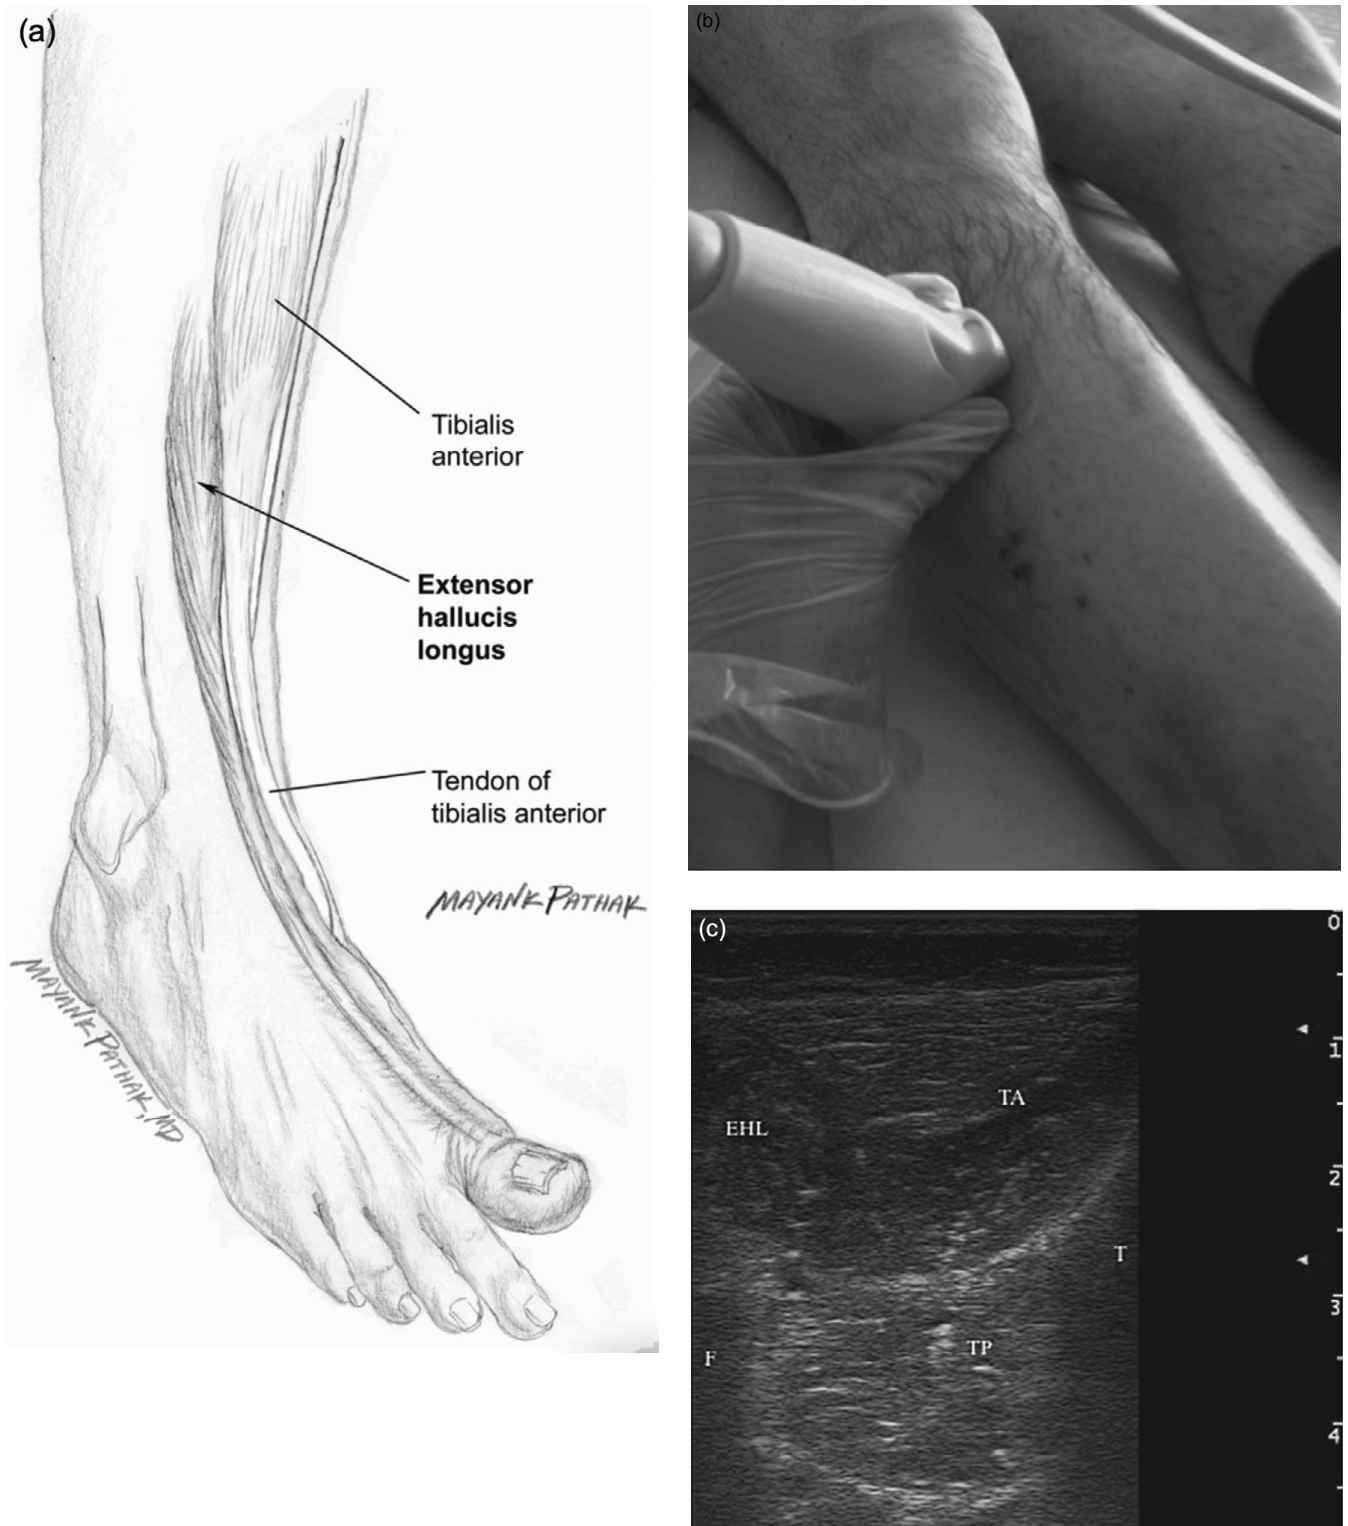 (a)
Tibialis
anterior
Extensor
hallucis
longus
Tendon of
tibialis anterior
MAYANK PATHAK
MAYANK PATHAK, MD
(b)
(c)
0
1
TA
EHL
2
T
3
TP
F
4